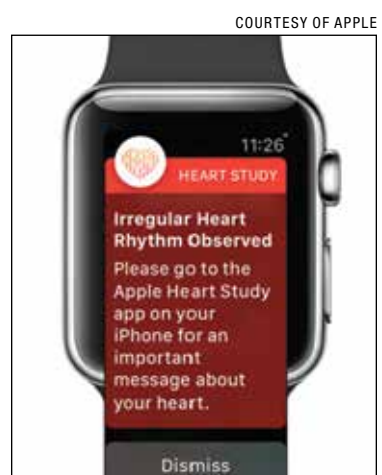 COURTESY OF APPLE
11:26
HEART STUDY
Irregular Heart
Rhythm Observed
Please go to the
Apple Heart Study
app on your
iPhone for an
important
message about
your heart.
Dismiss